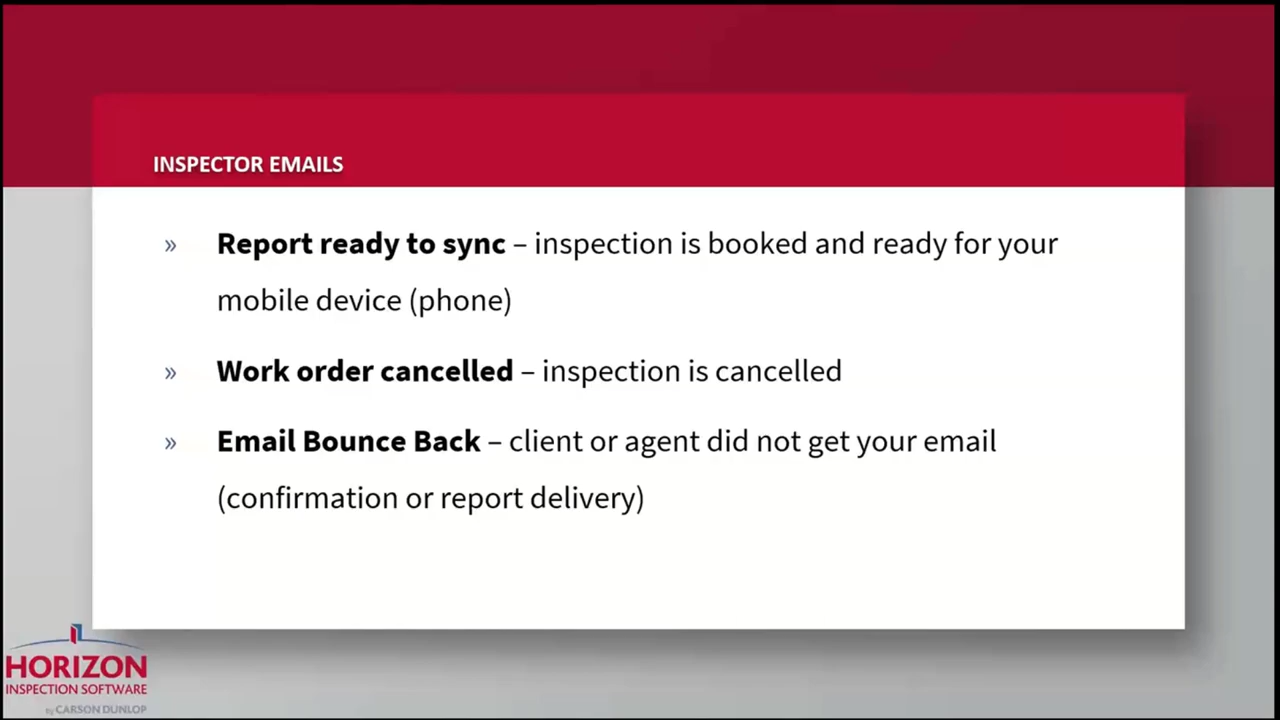 INSPECTOR EMAILS
» Report ready to sync – inspection is booked and ready for your
mobile device (phone)
» Work order cancelled – inspection is cancelled
» Email Bounce Back – client or agent did not get your email
(confirmation or report delivery)
HORIZON
INSPECTION SOFTWARE
by CARSON DUNLOP